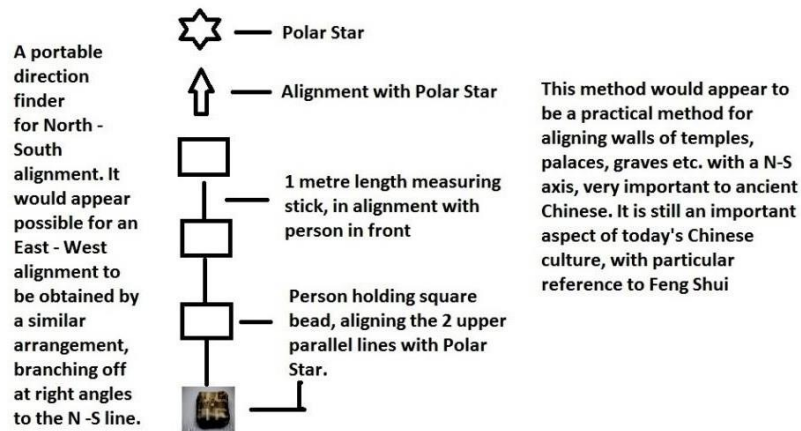 A portable
direction
finder
for North -
South
alignment. It
would appear
possible for an
East - West
alignment to
be obtained by
a similar
arrangement,
branching off
at right angles
to the N -S line.
Polar Star
Alignment with Polar Star
1 metre length measuring
stick, in alignment with
person in front
Person holding square
bead, aligning the 2 upper
parallel lines with Polar
Star.
This method would appear to
be a practical method for
aligning walls of temples,
palaces, graves etc. with a N-S
axis, very important to ancient
Chinese. It is still an important
aspect of today's Chinese
culture, with particular
reference to Feng Shui